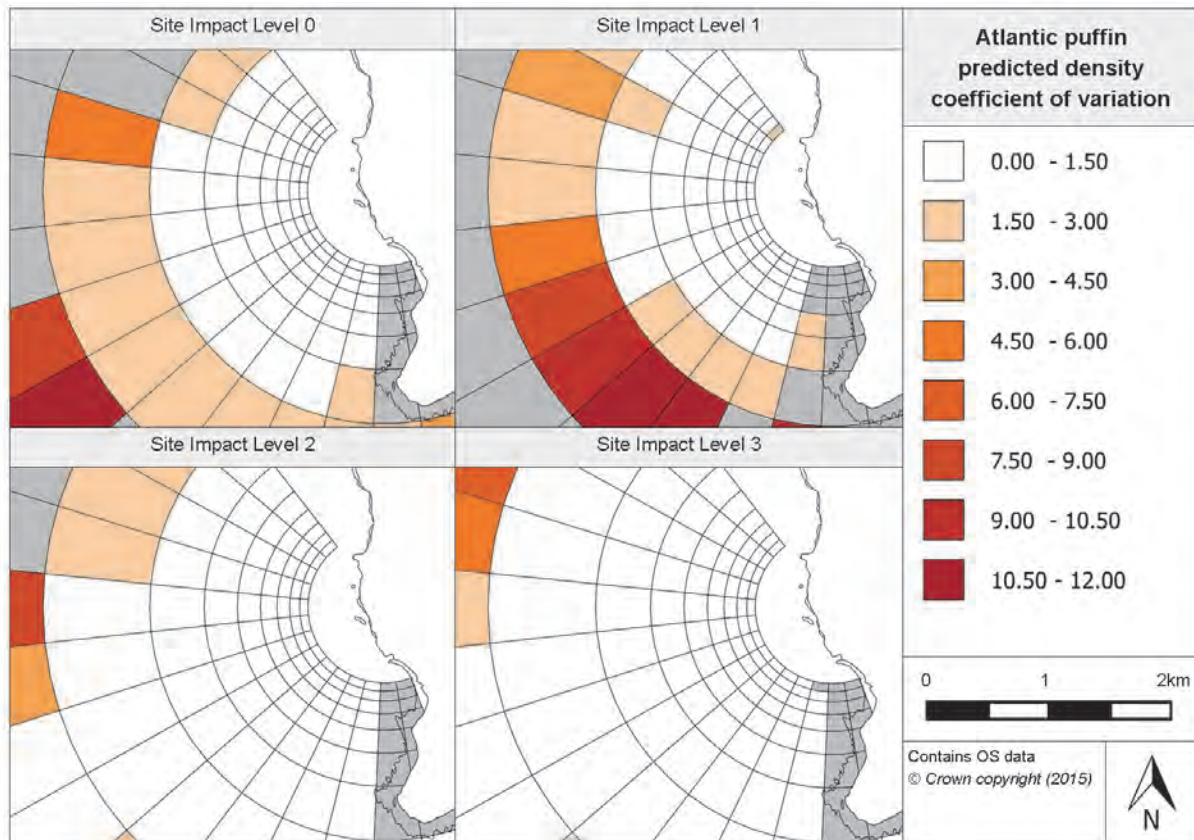 Site Impact Level 0
Site Impact Level 1
Site Impact Level 2
Site Impact Level 3
Atlantic puffin
predicted density
coefficient of variation
0.00 - 1.50
1.50 - 3.00
3.00 - 4.50
4.50 - 6.00
6.00 - 7.50
7.50 - 9.00
9.00 - 10.50
10.50 - 12.00
0 1 2km
Contains OS data
© Crown copyright (2015)
N